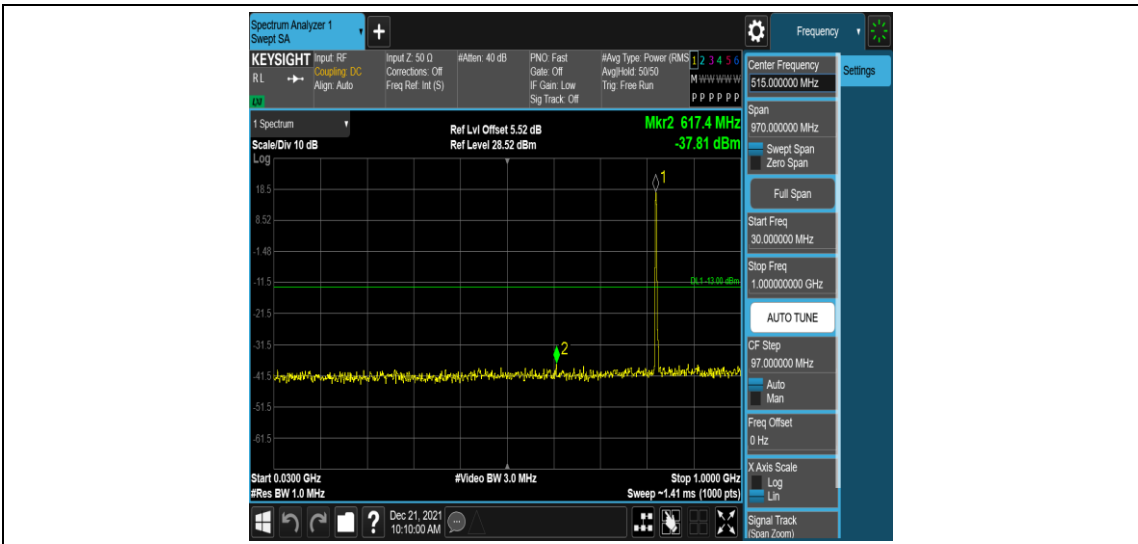 Spectrum Analyzer 1
Swept SA
Frequency
KEYSIGHT
RL
LXI
Input: RF
Coupling: DC
Align: Auto
Input Z: 50 Ω
Corrections: Off
Freq Ref: Int (S)
#Atten: 40 dB
PNO: Fast
Gate: Off
IF Gain: Low
Sig Track: Off
#Avg Type: Power (RMS
Avg|Hold: 50/50
Trig: Free Run
1 2 3 4 5 6
M W W W W W
P P P P P P
1 Spectrum
Scale/Div 10 dB
Log
Ref Lvl Offset 5.52 dB
Ref Level 28.52 dBm
Mkr2 617.4 MHz
-37.81 dBm
1
18.5
8.52
-1.48
-11.5
DL1 -13.00 dBm
-21.5
-31.5
2
-41.5
-51.5
-61.5
Start 0.0300 GHz
#Res BW 1.0 MHz
#Video BW 3.0 MHz
Stop 1.0000 GHz
Sweep ~1.41 ms (1000 pts)
?
Dec 21, 2021
10:10:00 AM
Center Frequency
515.000000 MHz
Settings
Span
970.000000 MHz
Swept Span
Zero Span
Full Span
Start Freq
30.000000 MHz
Stop Freq
1.000000000 GHz
AUTO TUNE
CF Step
97.000000 MHz
Auto
Man
Freq Offset
0 Hz
X Axis Scale
Log
Lin
Signal Track
(Span Zoom)